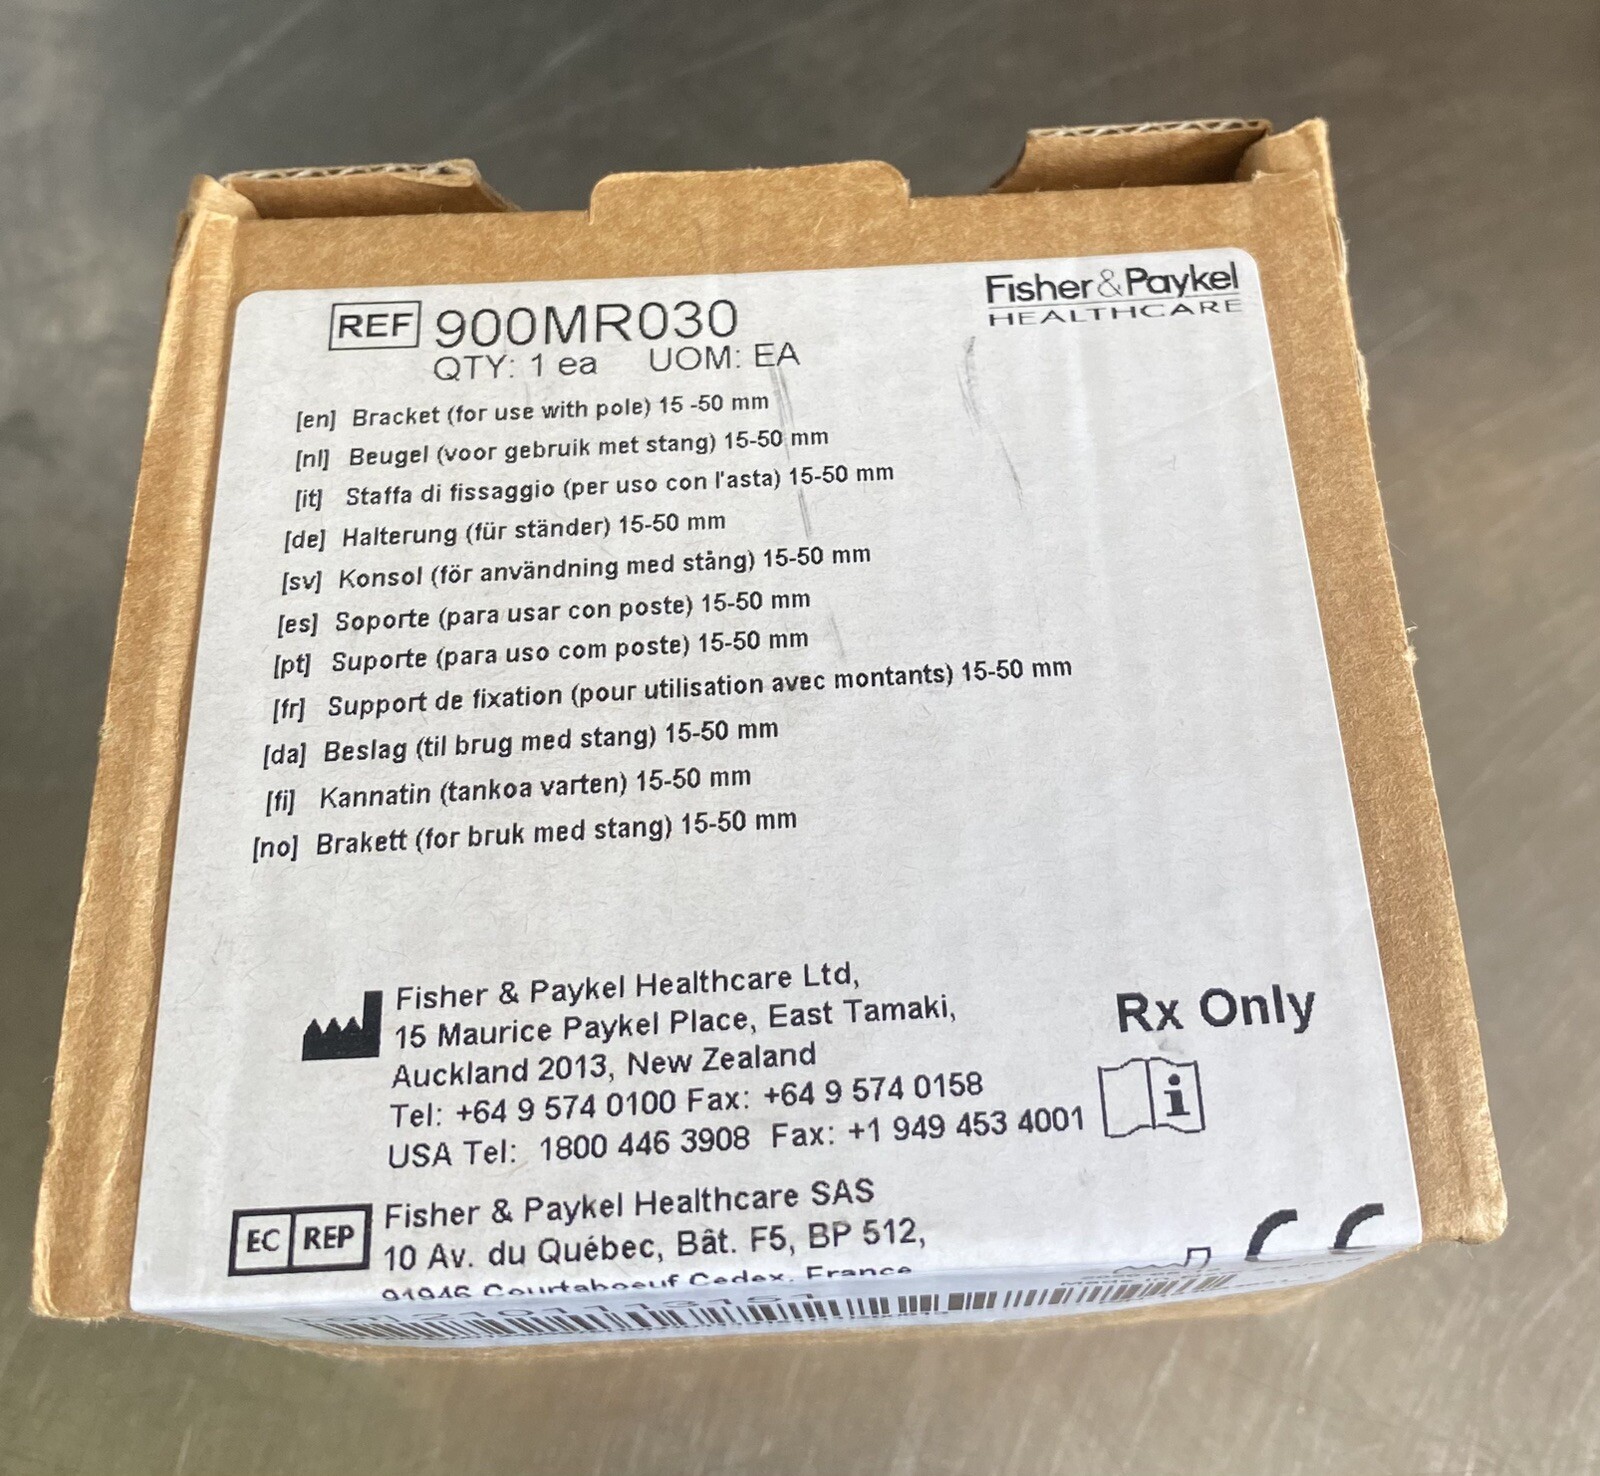 REF 900MR030
Fisher&Paykel
HEALTHCARE
QTY: 1 ea UOM: EA
[en] Bracket (for use with pole) 15 -50 mm
[nl] Beugel (voor gebruik met stang) 15-50 mm
[it] Staffa di fissaggio (per uso con l'asta) 15-50 mm
[de] Halterung (für ständer) 15-50 mm
[sv] Konsol (för användning med stång) 15-50 mm
[es] Soporte (para usar con poste) 15-50 mm
[pt] Suporte (para uso com poste) 15-50 mm
[fr] Support de fixation (pour utilisation avec montants) 15-50 mm
[da] Beslag (til brug med stang) 15-50 mm
[fi] Kannatin (tankoa varten) 15-50 mm
[no] Brakett (for bruk med stang) 15-50 mm
Fisher & Paykel Healthcare Ltd,
15 Maurice Paykel Place, East Tamaki,
Auckland 2013, New Zealand
Tel: +64 9 574 0100 Fax: +64 9 574 0158
USA Tel: 1800 446 3908 Fax: +1 949 453 4001
Rx Only
i
EC REP
Fisher & Paykel Healthcare SAS
10 Av. du Québec, Bât. F5, BP 512,
91946 Courtaboeuf Cedex, France
CE